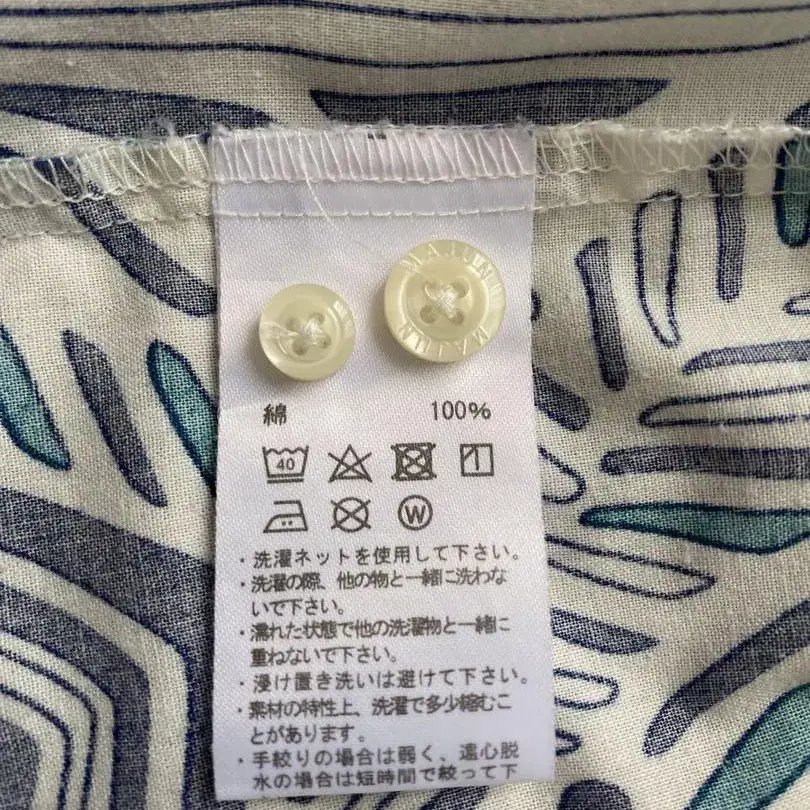 MAJUN
MAJUN
綿 100%
40
W
・洗濯ネットを使用して下さい。
・洗濯の際、他の物と一緒に洗わな
いで下さい。
・濡れた状態で他の洗濯物と一緒に
重ねないで下さい。
・浸け置き洗いは避けて下さい。
・素材の特性上、洗濯で多少縮むこ
とがあります。
・手絞りの場合は弱く、遠心脱
水の場合は短時間で絞って下